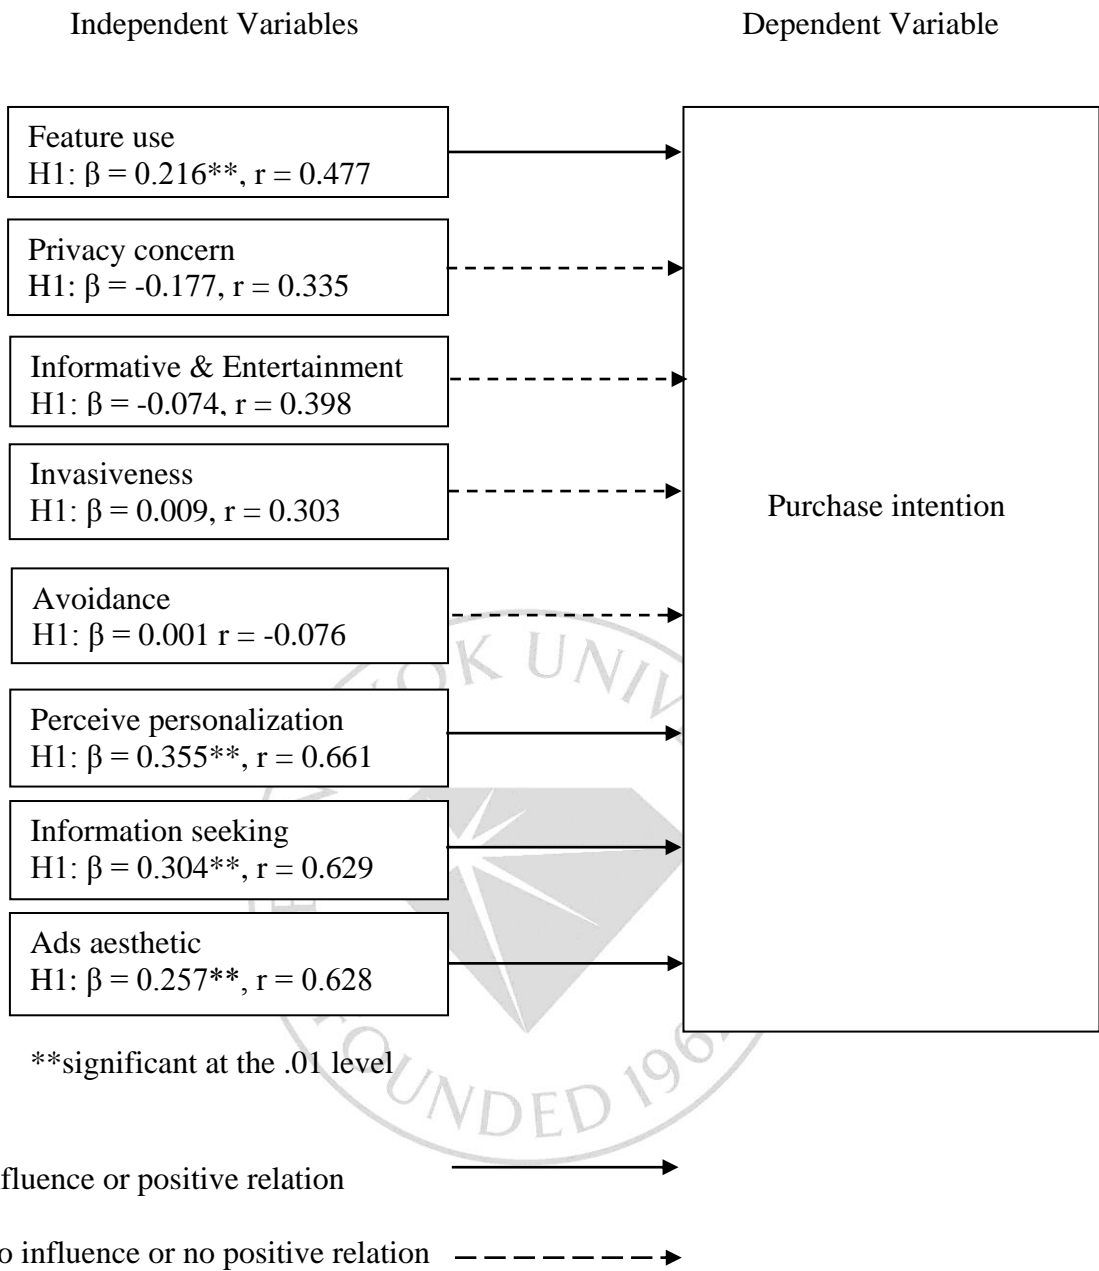 Independent Variables
Dependent Variable
Feature use
H1: β = 0.216**, r = 0.477
Privacy concern
H1: β = -0.177, r = 0.335
Informative & Entertainment
H1: β = -0.074, r = 0.398
Invasiveness
H1: β = 0.009, r = 0.303
Purchase intention
Avoidance
H1: β = 0.001 r = -0.076
Perceive personalization
H1: β = 0.355**, r = 0.661
Information seeking
H1: β = 0.304**, r = 0.629
Ads aesthetic
H1: β = 0.257**, r = 0.628
**significant at the .01 level
FOUNDED 196
fluence or positive relation
o influence or no positive relation